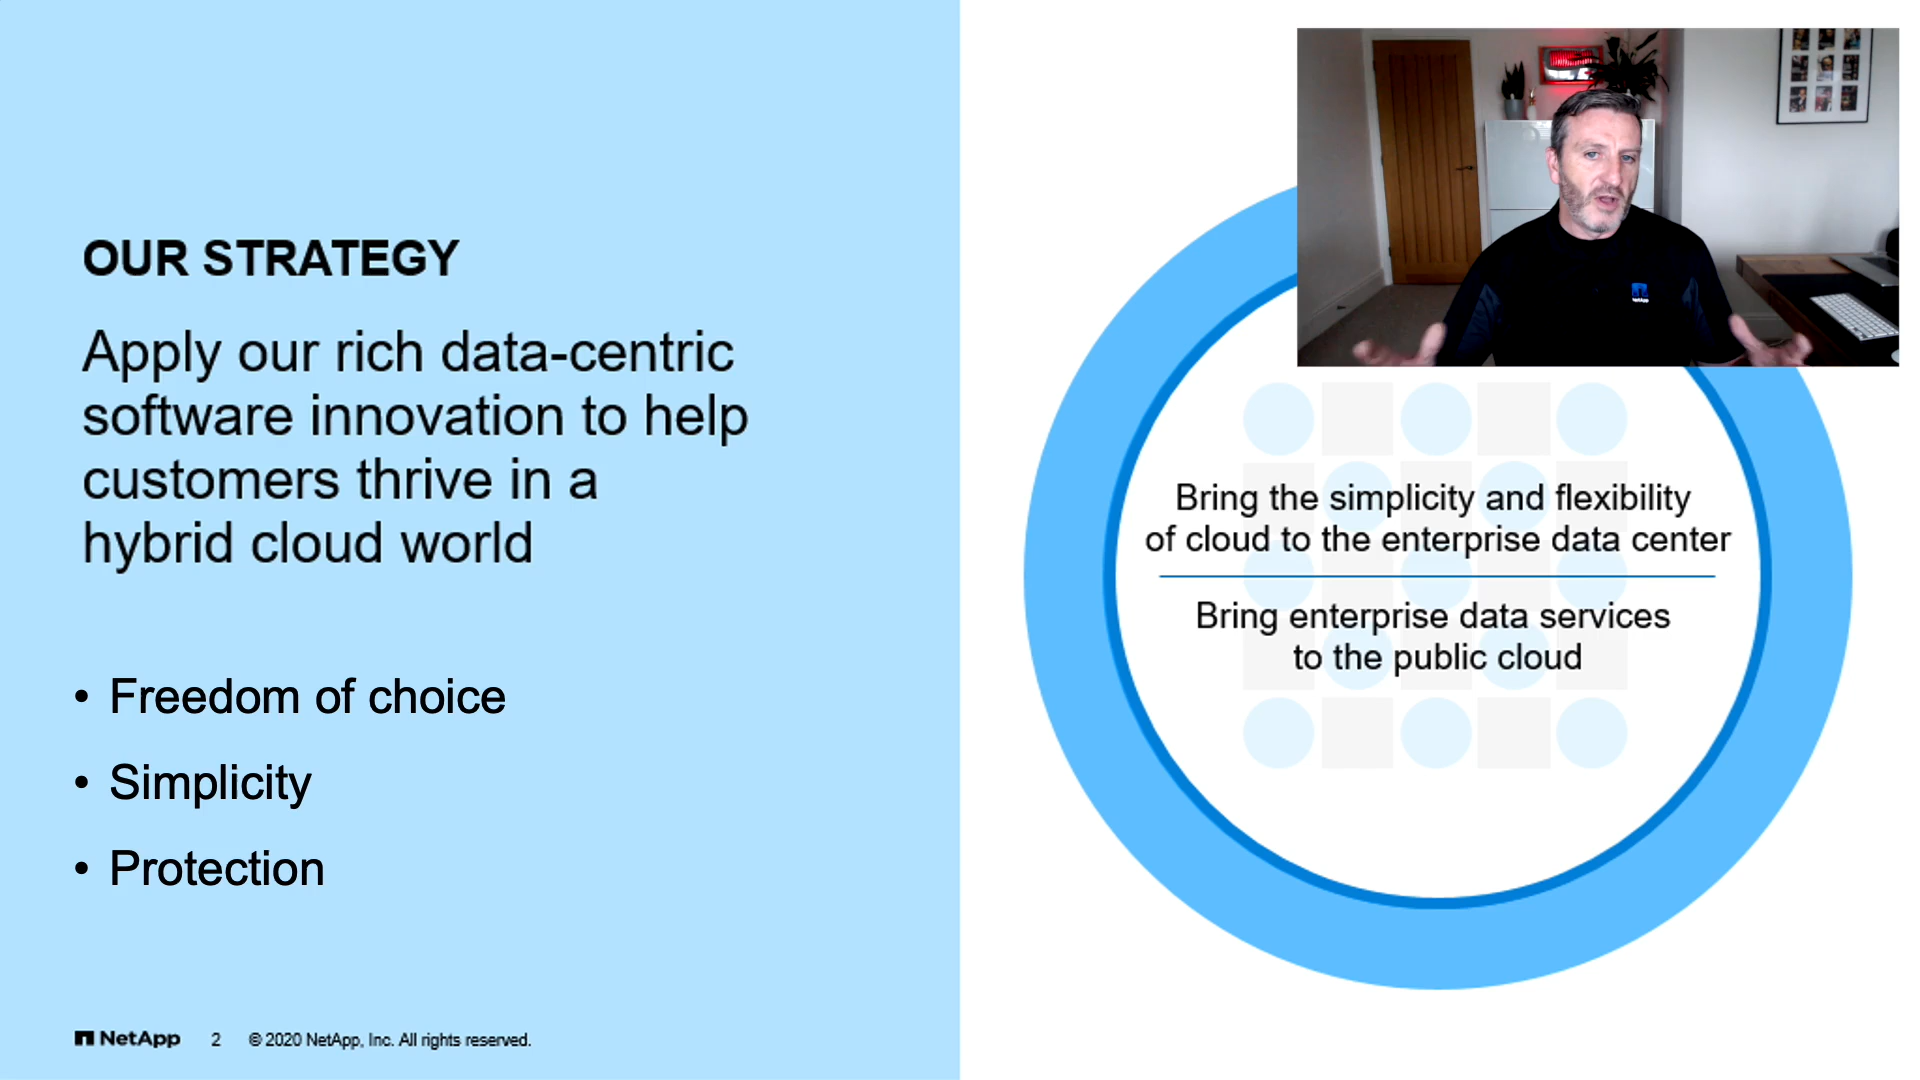 OUR STRATEGY
Apply our rich data-centric
software innovation to help
customers thrive in a
hybrid cloud world
• Freedom of choice
• Simplicity
• Protection
Bring the simplicity and flexibility
of cloud to the enterprise data center
Bring enterprise data services
to the public cloud
NetApp
NetApp 2 © 2020 NetApp, Inc. All rights reserved.